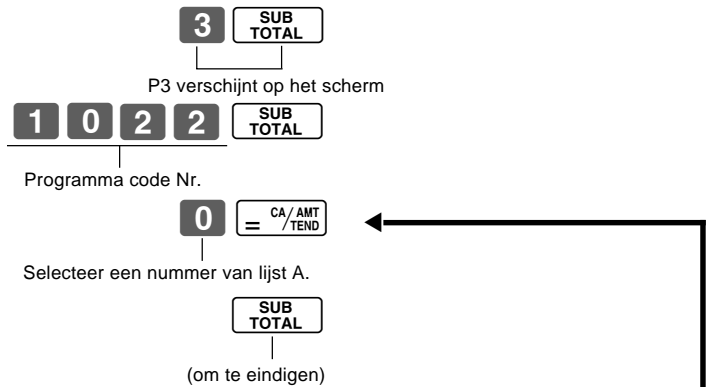 3 SUB TOTAL
P3 verschijnt op het scherm
1 0 2 2 SUB TOTAL
Programma code Nr.
0 = CA/AMT /TEND
Selecteer een nummer van lijst A.
SUB TOTAL
(om te eindigen)